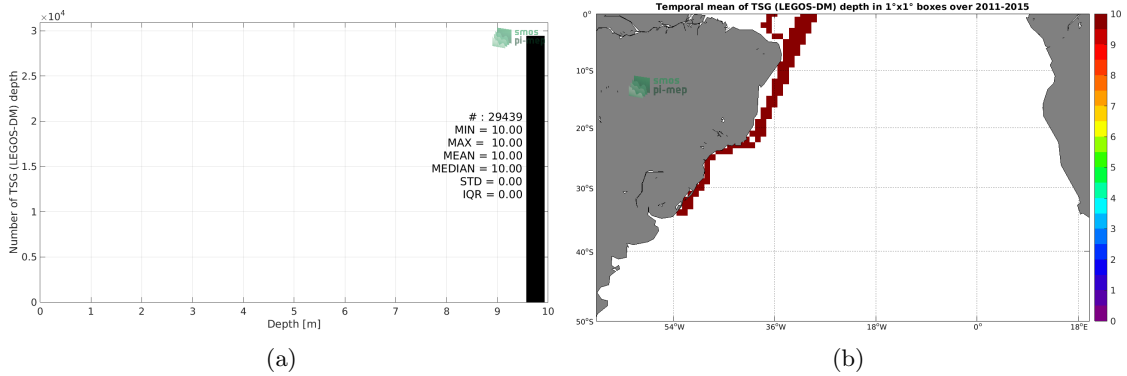 ×10⁴
3
2.5
2
1.5
1
0.5
0
Number of TSG (LEGOS-DM) depth
smos
pi-mep
# : 29439
MIN = 10.00
MAX = 10.00
MEAN = 10.00
MEDIAN = 10.00
STD = 0.00
IQR = 0.00
0 1 2 3 4 5 6 7 8 9 10
Depth [m]
(a)
Temporal mean of TSG (LEGOS-DM) depth in 1°x1° boxes over 2011-2015
0°
10°S
20°S
30°S
40°S
50°S
smos
pi-mep
54°W 36°W 18°W 0° 18°E
10
9
8
7
6
5
4
3
2
1
0
(b)